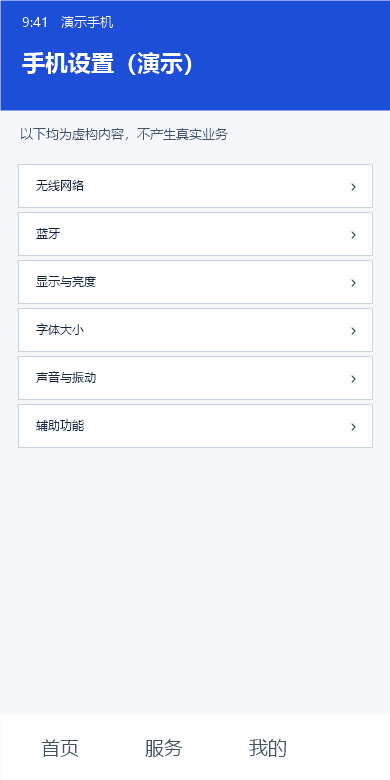 9:41 演示手机
手机设置（演示）
以下均为虚构内容，不产生真实业务
无线网络 ›
蓝牙 ›
显示与亮度 ›
字体大小 ›
声音与振动 ›
辅助功能 ›
首页 服务 我的